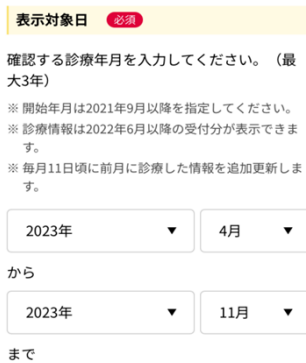 表示対象日 必須
確認する診療年月を入力してください。（最
大3年）
※ 開始年月は2021年9月以降を指定してください。
※ 診療情報は2022年6月以降の受付分が表示できま
す。
※ 毎月11日頃に前月に診療した情報を追加更新しま
す。
2023年 ▼ 4月 ▼
から
2023年 ▼ 11月 ▼
まで